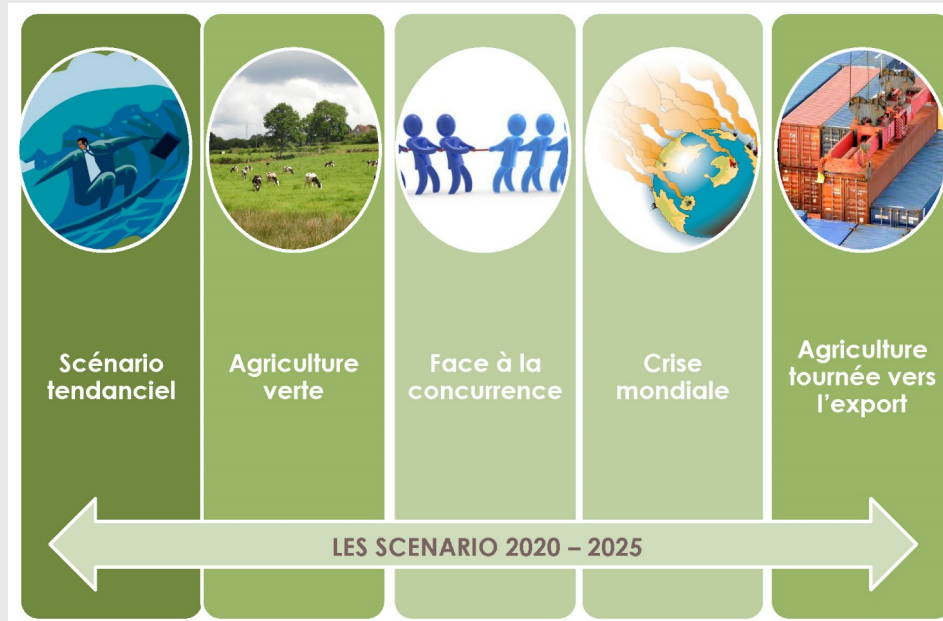 Scénario
tendanciel
Agriculture
verte
Face à la
concurrence
Crise
mondiale
Agriculture
tournée vers
l'export
LES SCENARIO 2020 – 2025